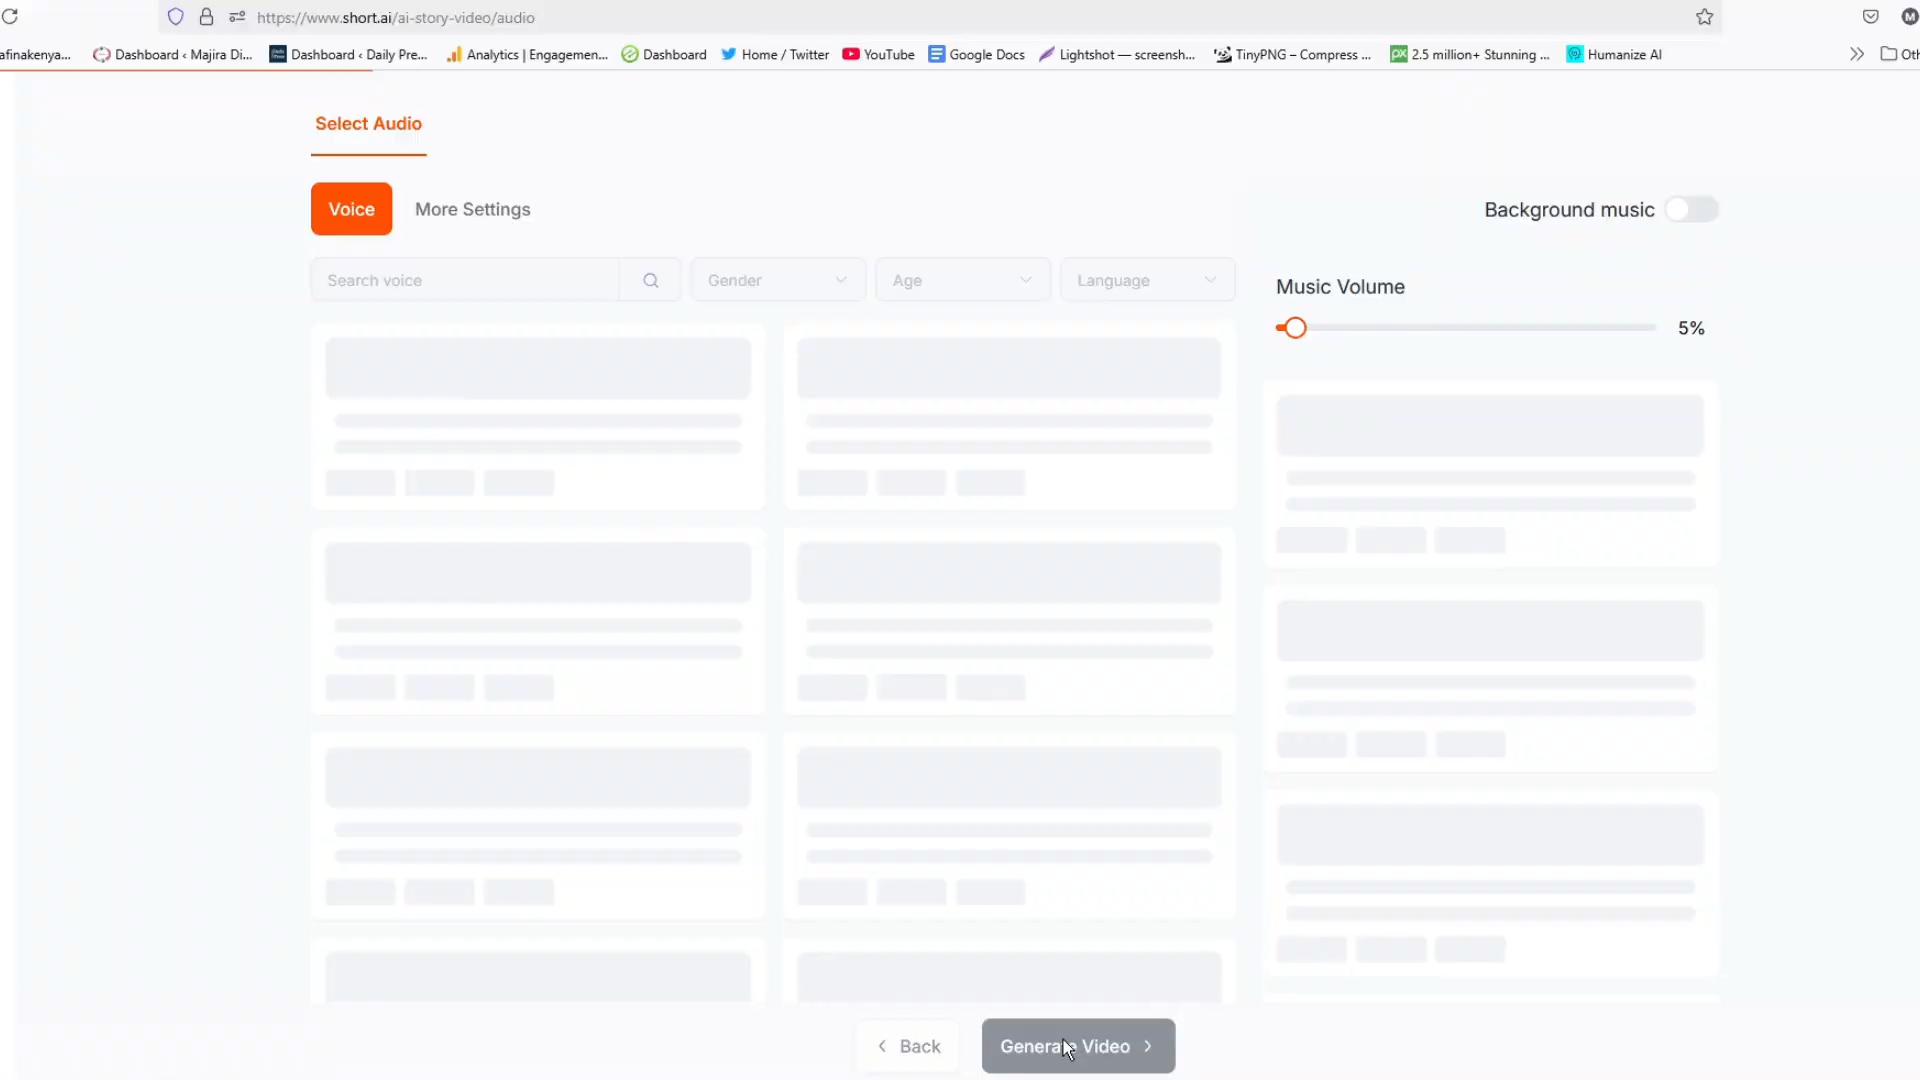 https://www.short.ai/ai-story-video/audio
M
afinakenya...
Dashboard ‹ Majira Di...
Dashboard ‹ Daily Pre...
Analytics | Engagemen...
Dashboard
Home / Twitter
YouTube
Google Docs
Lightshot — screensh...
TinyPNG – Compress ...
px
2.5 million+ Stunning ...
Humanize AI
Oth
Select Audio
Voice
More Settings
Background music
Search voice
Gender
Age
Language
Music Volume
5%
Back
Generate Video